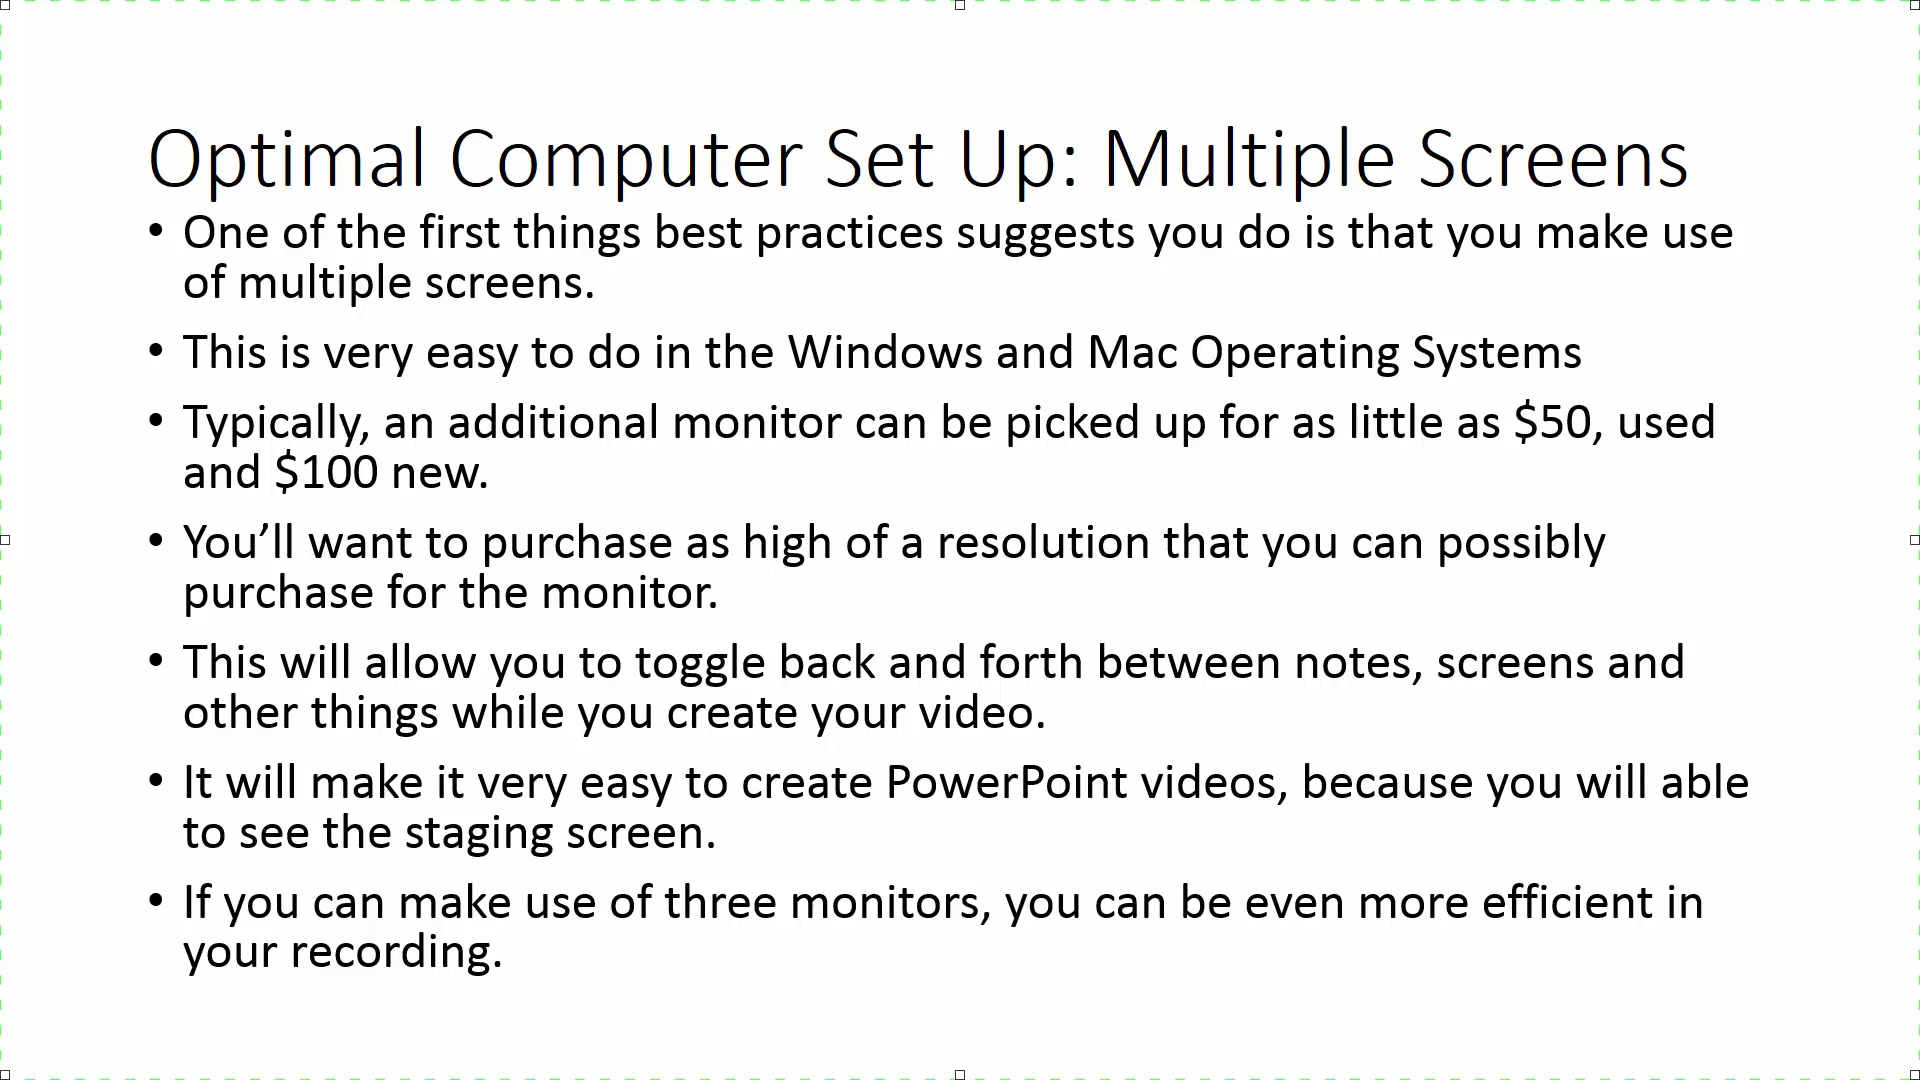 Optimal Computer Set Up: Multiple Screens
• One of the first things best practices suggests you do is that you make use
of multiple screens.
• This is very easy to do in the Windows and Mac Operating Systems
• Typically, an additional monitor can be picked up for as little as $50, used
and $100 new.
• You’ll want to purchase as high of a resolution that you can possibly
purchase for the monitor.
• This will allow you to toggle back and forth between notes, screens and
other things while you create your video.
• It will make it very easy to create PowerPoint videos, because you will able
to see the staging screen.
• If you can make use of three monitors, you can be even more efficient in
your recording.